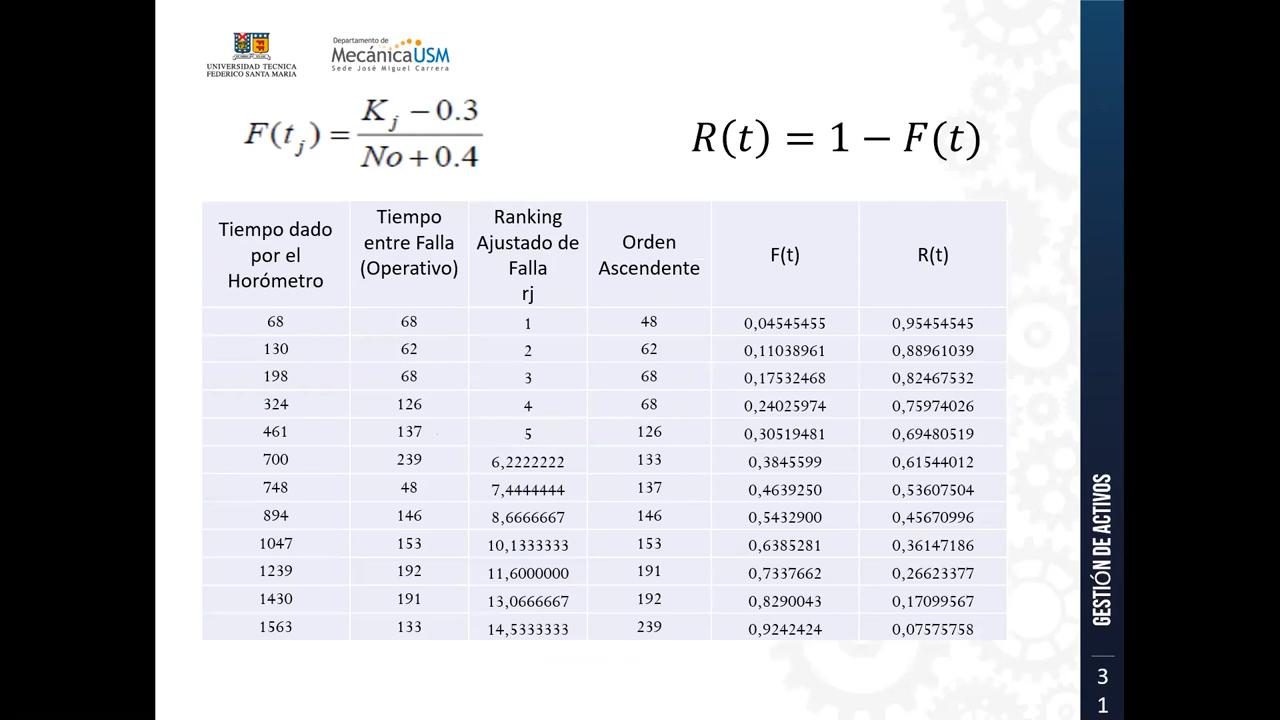 UNIVERSIDAD TECNICA
FEDERICO SANTA MARIA
Departamento de
MecánicaUSM
Sede José Miguel Carrera
F(tj) = (Kj − 0.3) / (No + 0.4)
R(t) = 1 − F(t)
Tiempo dado por el Horómetro | Tiempo entre Falla (Operativo) | Ranking Ajustado de Falla rj | Orden Ascendente | F(t) | R(t)
68 | 68 | 1 | 48 | 0,04545455 | 0,95454545
130 | 62 | 2 | 62 | 0,11038961 | 0,88961039
198 | 68 | 3 | 68 | 0,17532468 | 0,82467532
324 | 126 | 4 | 68 | 0,24025974 | 0,75974026
461 | 137 | 5 | 126 | 0,30519481 | 0,69480519
700 | 239 | 6,2222222 | 133 | 0,3845599 | 0,61544012
748 | 48 | 7,4444444 | 137 | 0,4639250 | 0,53607504
894 | 146 | 8,6666667 | 146 | 0,5432900 | 0,45670996
1047 | 153 | 10,1333333 | 153 | 0,6385281 | 0,36147186
1239 | 192 | 11,6000000 | 191 | 0,7337662 | 0,26623377
1430 | 191 | 13,0666667 | 192 | 0,8290043 | 0,17099567
1563 | 133 | 14,5333333 | 239 | 0,9242424 | 0,07575758
GESTIÓN DE ACTIVOS
3
1